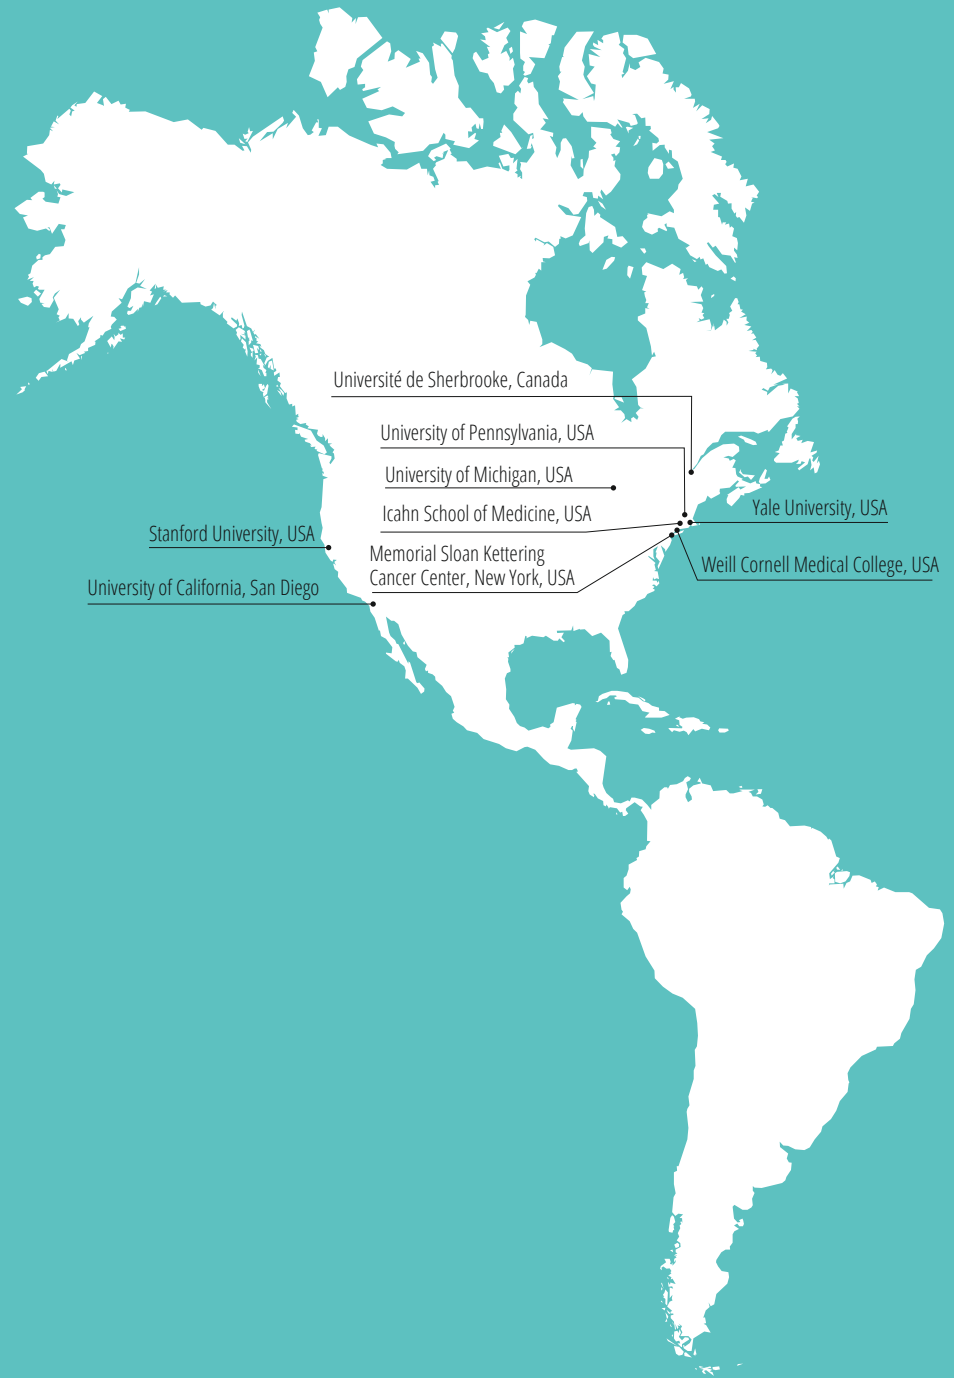 Université de Sherbrooke, Canada
University of Pennsylvania, USA
University of Michigan, USA
Icahn School of Medicine, USA
Yale University, USA
Stanford University, USA
Memorial Sloan Kettering
Cancer Center, New York, USA
Weill Cornell Medical College, USA
University of California, San Diego